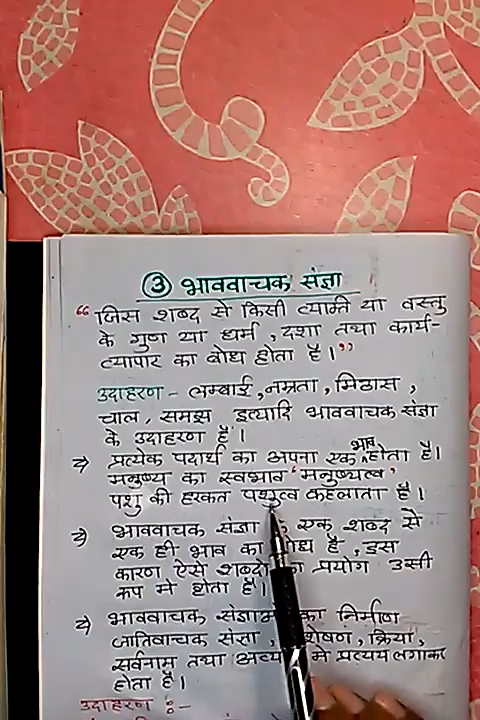 ③ भाववाचक संज्ञा
“ जिस शब्द से किसी व्यक्ति या वस्तु
के गुण या धर्म , दशा तथा कार्य-
व्यापार का बोध होता है। ”
उदाहरण - लम्बाई , नम्रता , मिठास ,
चाल , समझ इत्यादि भाववाचक संज्ञा
के उदाहरण हैं।
⇒ प्रत्येक पदार्थ का अपना एक भाव होता है।
मनुष्य का स्वभाव ' मनुष्यत्व '
पशु की हरकत पशुत्व कहलाता है।
⇒ भाववाचक संज्ञा एक शब्द से
एक ही भाव का बोध है , इस
कारण ऐसे शब्दों का प्रयोग उसी
रूप मे होता है।
⇒ भाववाचक संज्ञाओं का निर्माण
जातिवाचक संज्ञा , विशेषण , क्रिया ,
सर्वनाम तथा अव्यय मे प्रत्यय लगाकर
होता है।
उदाहरण :-